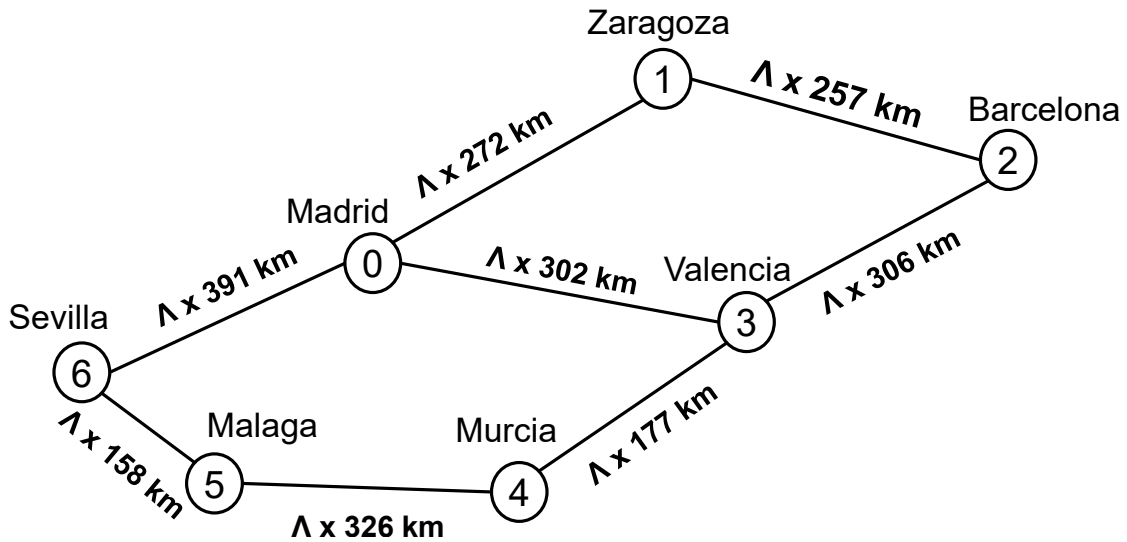 Zaragoza
1
Λ x 257 km
Barcelona
2
Λ x 272 km
Madrid
0
Λ x 302 km
Valencia
3
Λ x 306 km
Λ x 391 km
Sevilla
6
Λ x 177 km
Malaga
Murcia
Λ x 158 km
5
4
Λ x 326 km